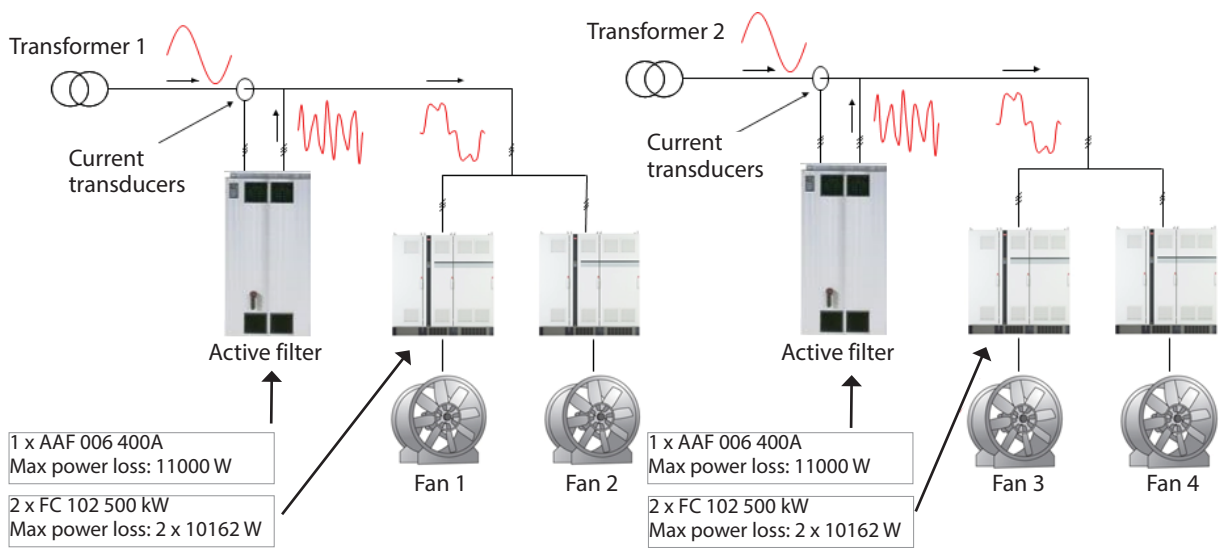 Transformer 1
Current
transducers
Active filter
1 x AAF 006 400A
Max power loss: 11000 W
2 x FC 102 500 kW
Max power loss: 2 x 10162 W
Fan 1
Fan 2
Transformer 2
Current
transducers
Active filter
1 x AAF 006 400A
Max power loss: 11000 W
2 x FC 102 500 kW
Max power loss: 2 x 10162 W
Fan 3
Fan 4